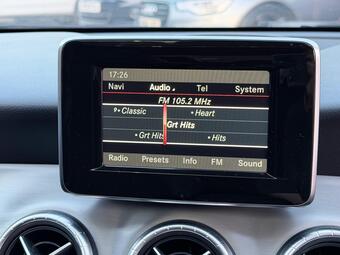 17:26
Navi Audio Tel System
FM 105.2 MHz
Classic Heart
Grt Hits
Grt Hits Hits
Radio Presets Info FM Sound